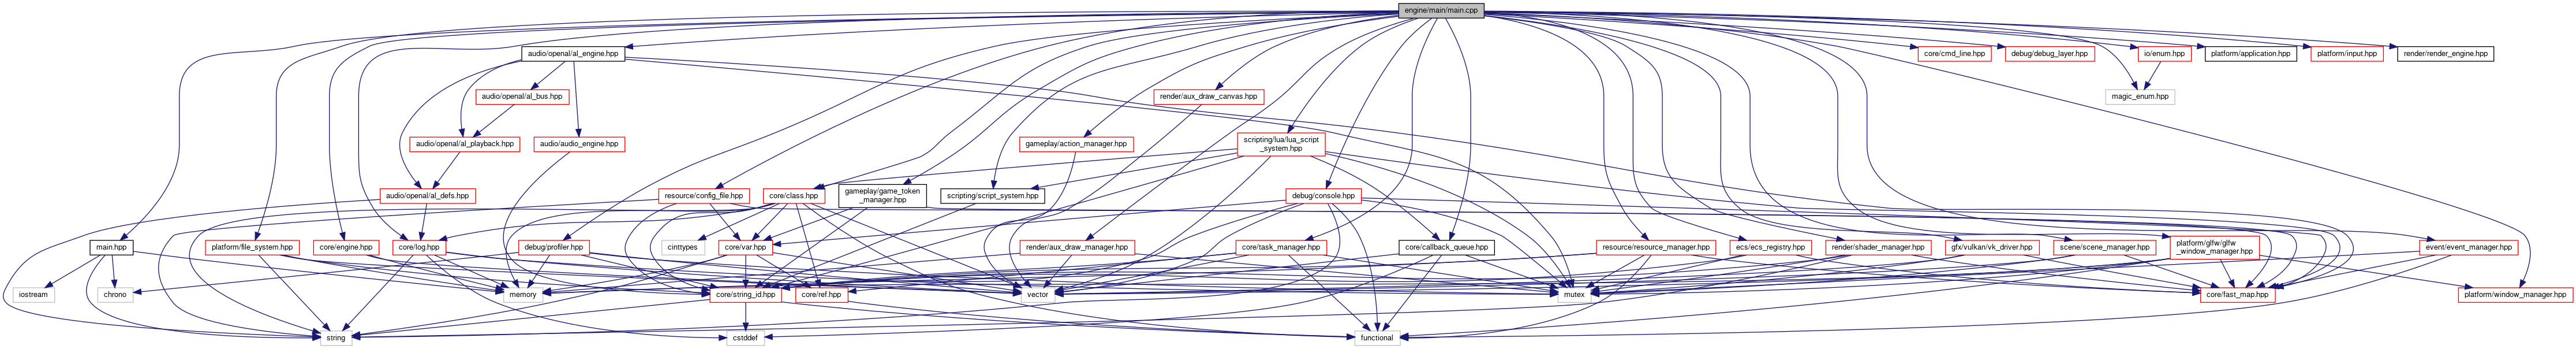 engine/main/main.cpp
audio/openal/al_engine.hpp
core/cmd_line.hpp
debug/debug_layer.hpp
io/enum.hpp
platform/application.hpp
platform/input.hpp
render/render_engine.hpp
audio/openal/al_bus.hpp
render/aux_draw_canvas.hpp
magic_enum.hpp
audio/openal/al_playback.hpp
audio/audio_engine.hpp
gameplay/action_manager.hpp
scripting/lua/lua_script
_system.hpp
audio/openal/al_defs.hpp
resource/config_file.hpp
core/class.hpp
gameplay/game_token
_manager.hpp
scripting/script_system.hpp
debug/console.hpp
main.hpp
platform/file_system.hpp
core/engine.hpp
core/log.hpp
debug/profiler.hpp
cinttypes
core/var.hpp
render/aux_draw_manager.hpp
core/task_manager.hpp
core/callback_queue.hpp
resource/resource_manager.hpp
ecs/ecs_registry.hpp
render/shader_manager.hpp
gfx/vulkan/vk_driver.hpp
scene/scene_manager.hpp
platform/glfw/glfw
_window_manager.hpp
event/event_manager.hpp
iostream
chrono
memory
core/string_id.hpp
core/ref.hpp
vector
mutex
core/fast_map.hpp
platform/window_manager.hpp
string
cstddef
functional